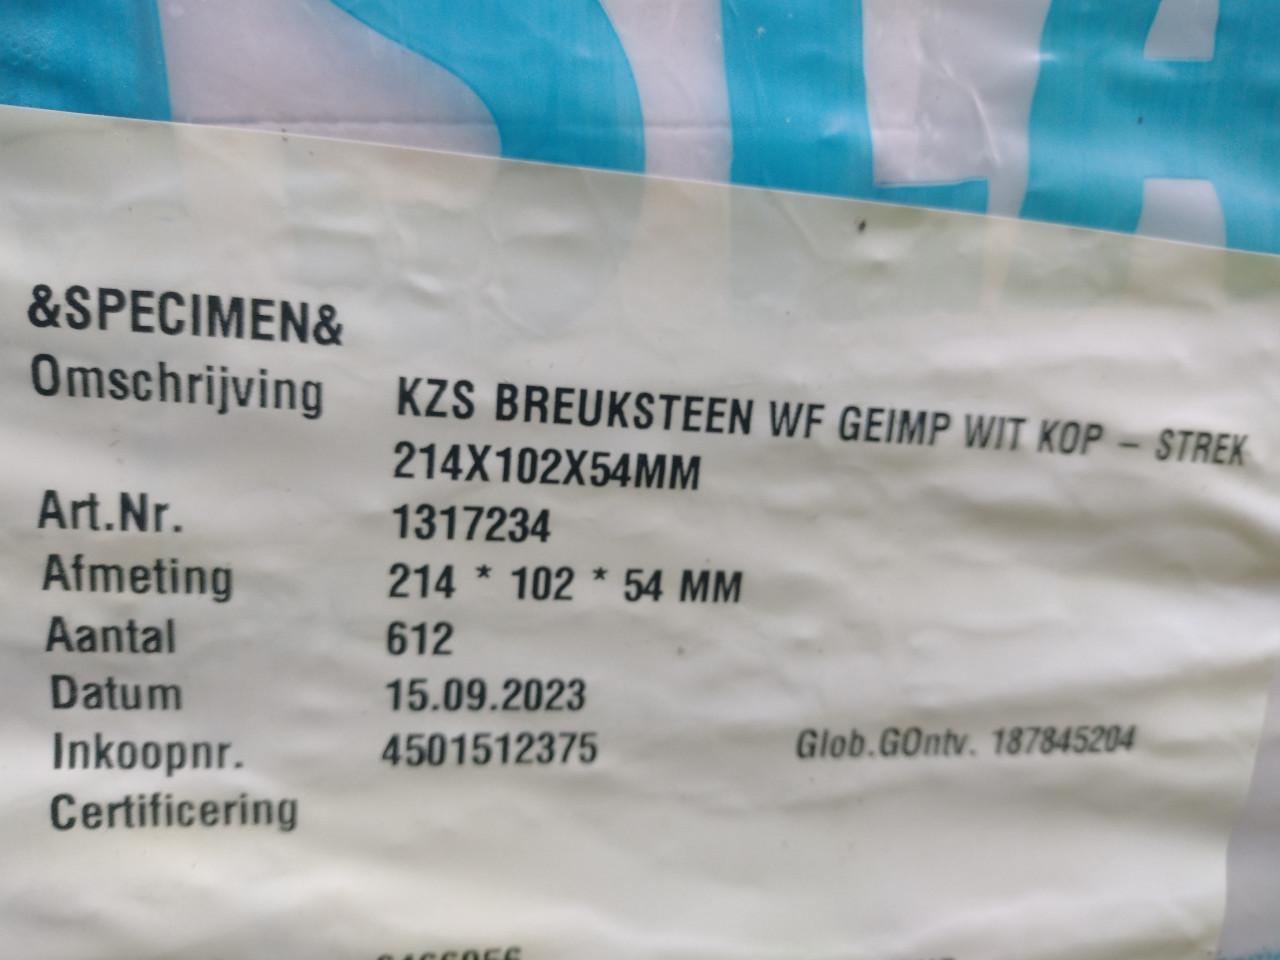 &SPECIMEN&
Omschrijving KZS BREUKSTEEN WF GEIMP WIT KOP – STREK
214X102X54MM
Art.Nr. 1317234
Afmeting 214 * 102 * 54 MM
Aantal 612
Datum 15.09.2023
Inkoopnr. 4501512375 Glob.GOntv. 187845204
Certificering